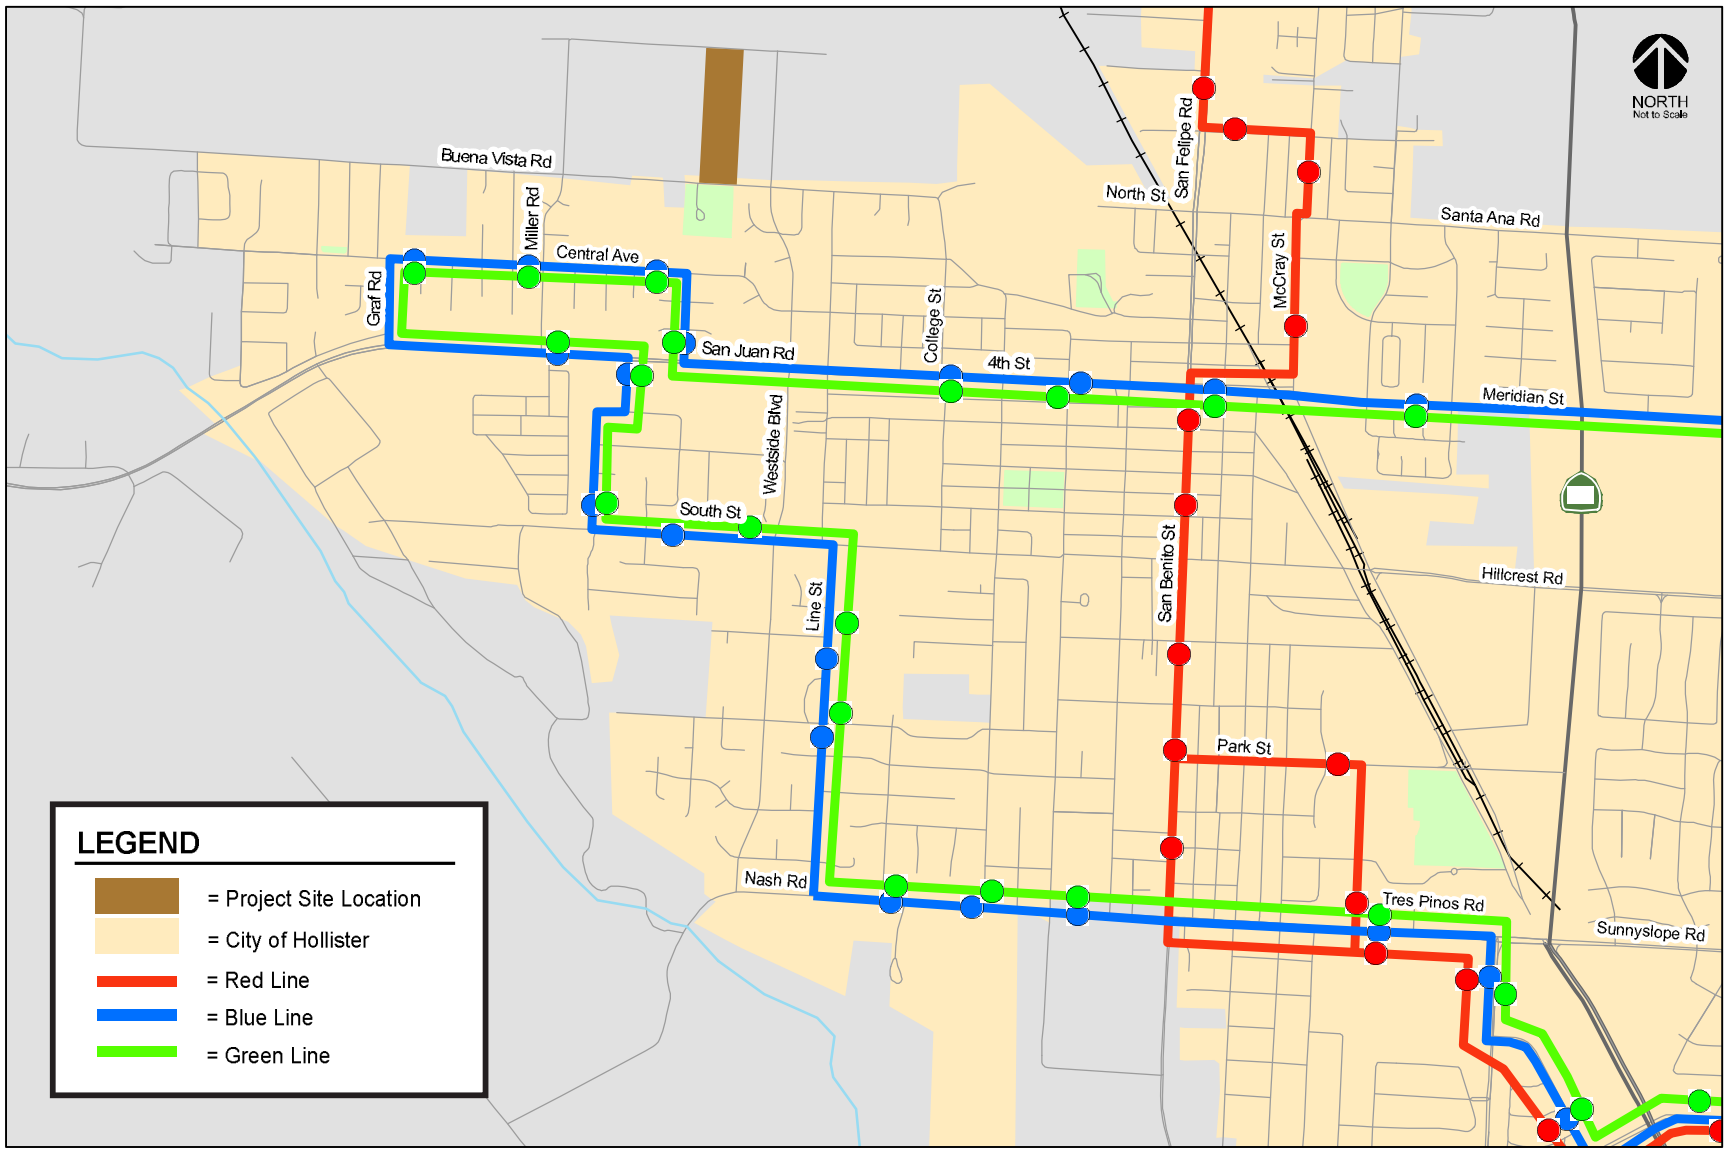 NORTH
Not to Scale
San Felipe Rd
Buena Vista Rd
North St
Miller Rd
Santa Ana Rd
Central Ave
McCray St
Graf Rd
College St
San Juan Rd
4th St
Meridian St
Westside Blvd
South St
San Benito St
Hillcrest Rd
Line St
Park St
Nash Rd
Tres Pinos Rd
Sunnyslope Rd
LEGEND
= Project Site Location
= City of Hollister
= Red Line
= Blue Line
= Green Line